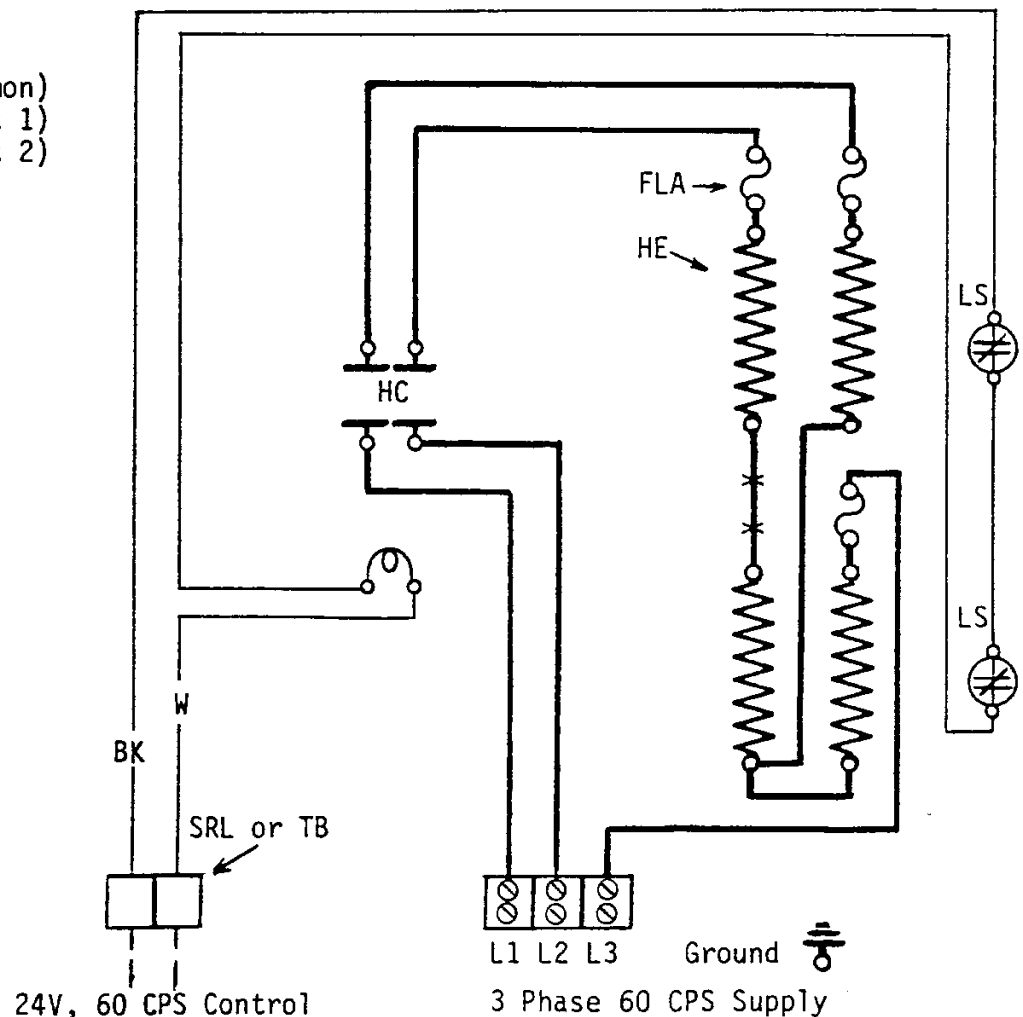 1)
2)
FLA
HE
LS
HC
LS
W
BK
SRL or TB
L1 L2 L3
Ground
24V, 60 CPS Control
3 Phase 60 CPS Supply